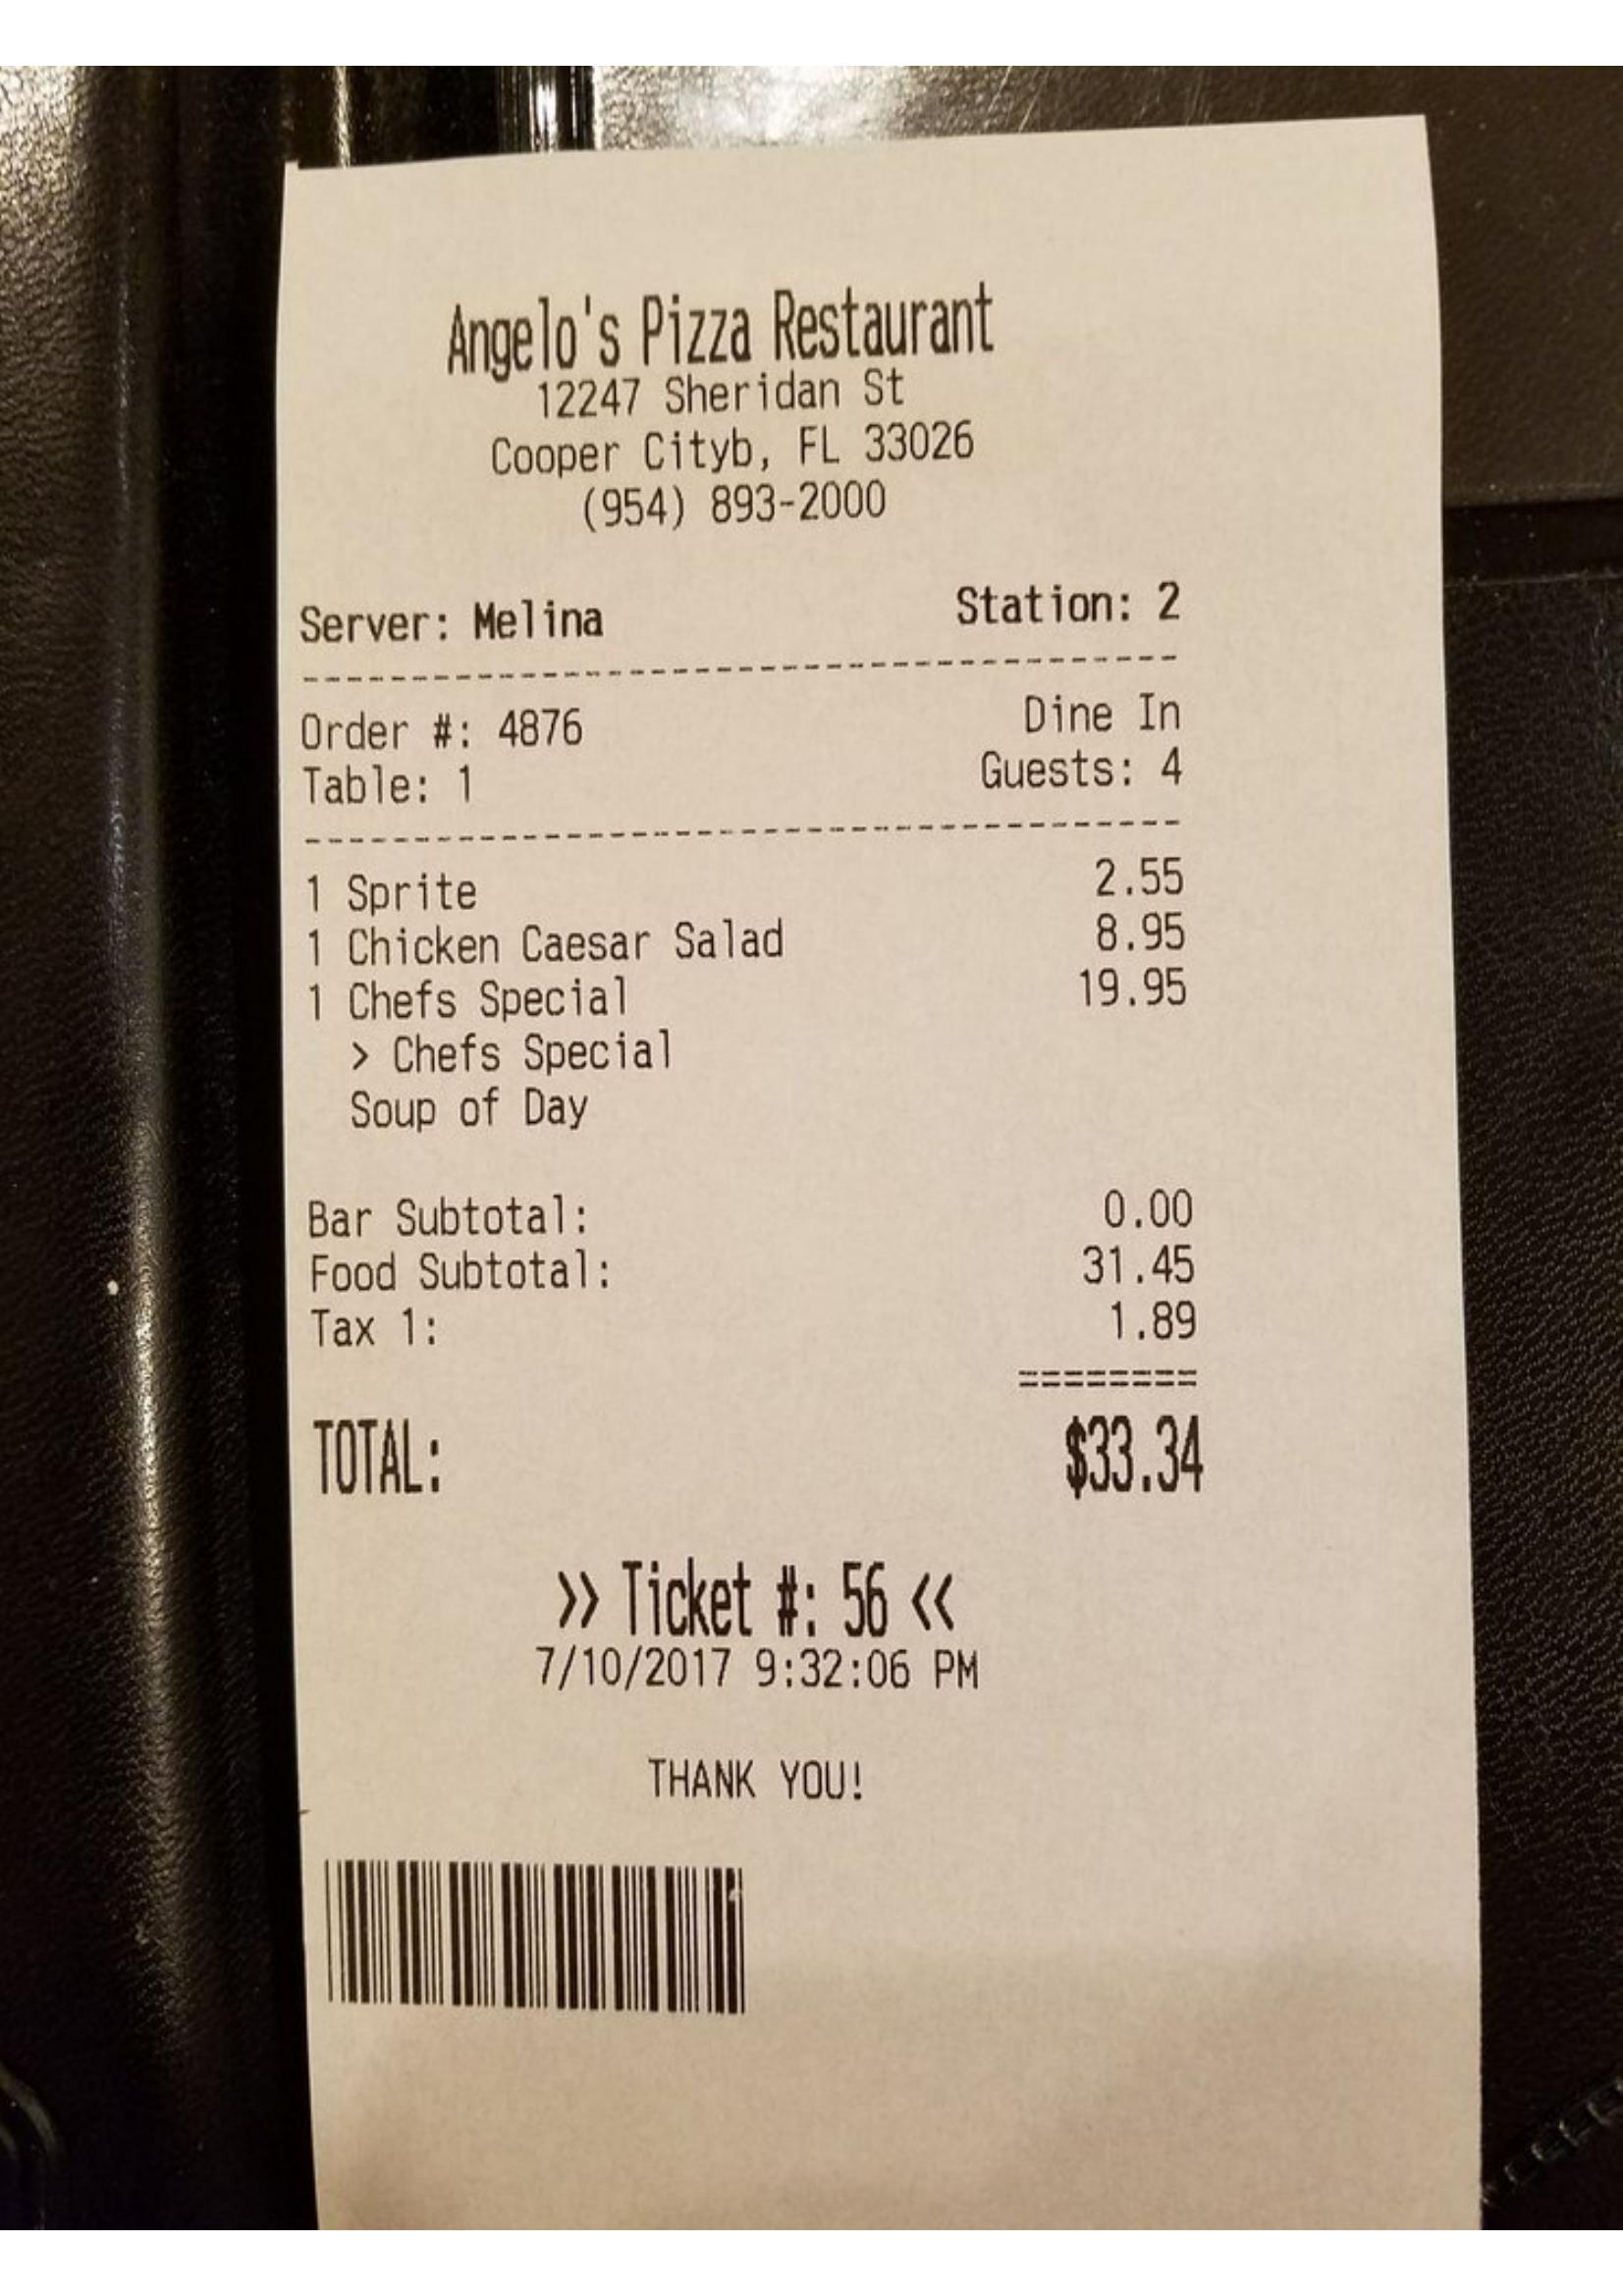 Angelo's Pizza Restaurant
12247 Sheridan St
Cooper Cityb, FL 33026
(954) 893-2000
Server: Melina Station: 2
----------------------------------------
Order #: 4876 Dine In
Table: 1 Guests: 4
----------------------------------------
1 Sprite 2.55
1 Chicken Caesar Salad 8.95
1 Chefs Special 19.95
> Chefs Special
Soup of Day
Bar Subtotal: 0.00
Food Subtotal: 31.45
Tax 1: 1.89
========
TOTAL: $33.34
>> Ticket #: 56 <<
7/10/2017 9:32:06 PM
THANK YOU!